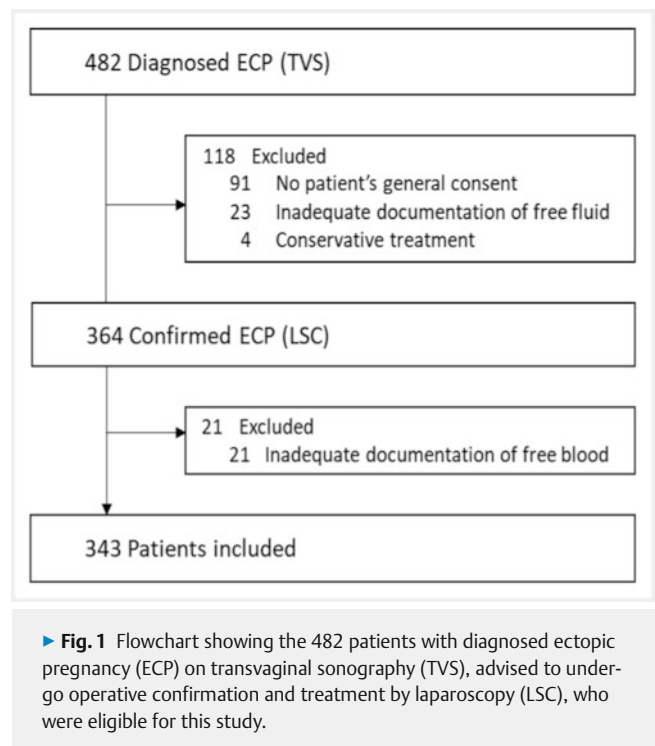 482 Diagnosed ECP (TVS)
118 Excluded
91 No patient's general consent
23 Inadequate documentation of free fluid
4 Conservative treatment
364 Confirmed ECP (LSC)
21 Excluded
21 Inadequate documentation of free blood
343 Patients included
▶ Fig. 1 Flowchart showing the 482 patients with diagnosed ectopic
pregnancy (ECP) on transvaginal sonography (TVS), advised to under-
go operative confirmation and treatment by laparoscopy (LSC), who
were eligible for this study.